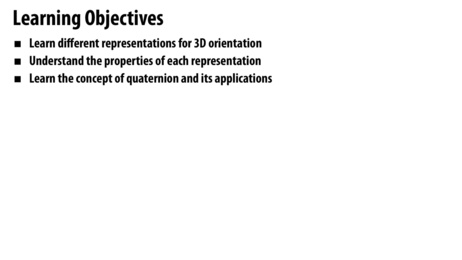 Learning Objectives
■ Learn different representations for 3D orientation
■ Understand the properties of each representation
■ Learn the concept of quaternion and its applications